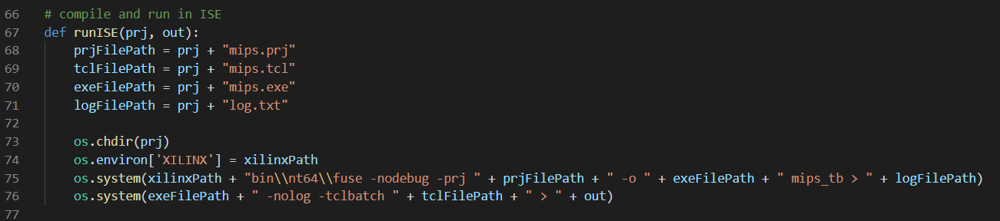 66 # compile and run in ISE
67 def runISE(prj, out):
68     prjFilePath = prj + "mips.prj"
69     tclFilePath = prj + "mips.tcl"
70     exeFilePath = prj + "mips.exe"
71     logFilePath = prj + "log.txt"
72
73     os.chdir(prj)
74     os.environ['XILINX'] = xilinxPath
75     os.system(xilinxPath + "bin\\nt64\\fuse -nodebug -prj " + prjFilePath + " -o " + exeFilePath + " mips_tb > " + logFilePath)
76     os.system(exeFilePath + " -nolog -tclbatch " + tclFilePath + " > " + out)
77